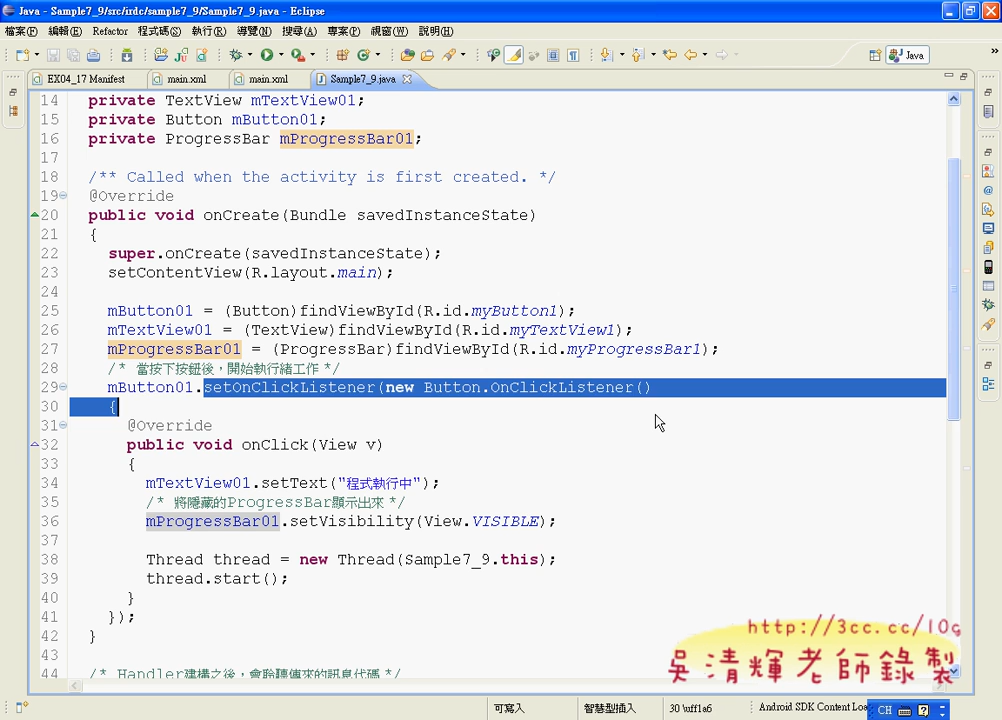 Java - Sample7_9/src/irdc/sample7_9/Sample7_9.java - Eclipse
檔案(F) 編輯(E) Refactor 程式碼(S) 執行(R) 導覽(N) 搜尋(A) 專案(P) 視窗(W) 說明(H)
Java
EX04_17 Manifest main.xml main.xml Sample7_9.java
14 private TextView mTextView01;
15 private Button mButton01;
16 private ProgressBar mProgressBar01;
17
18 /** Called when the activity is first created. */
19 @Override
20 public void onCreate(Bundle savedInstanceState)
21 {
22 super.onCreate(savedInstanceState);
23 setContentView(R.layout.main);
24
25 mButton01 = (Button)findViewById(R.id.myButton1);
26 mTextView01 = (TextView)findViewById(R.id.myTextView1);
27 mProgressBar01 = (ProgressBar)findViewById(R.id.myProgressBar1);
28 /* 當按下按鈕後，開始執行緒工作 */
29 mButton01.setOnClickListener(new Button.OnClickListener()
30 {
31 @Override
32 public void onClick(View v)
33 {
34 mTextView01.setText("程式執行中");
35 /* 將隱藏的ProgressBar顯示出來 */
36 mProgressBar01.setVisibility(View.VISIBLE);
37
38 Thread thread = new Thread(Sample7_9.this);
39 thread.start();
40 }
41 });
42 }
43
44 /* Handler建構之後，會聆聽傳來的訊息代碼 */
http://3cc.cc/10g
吳清輝老師錄製
可寫入 智慧型插入 30 \uff1a6 Android SDK Content Loa
CH